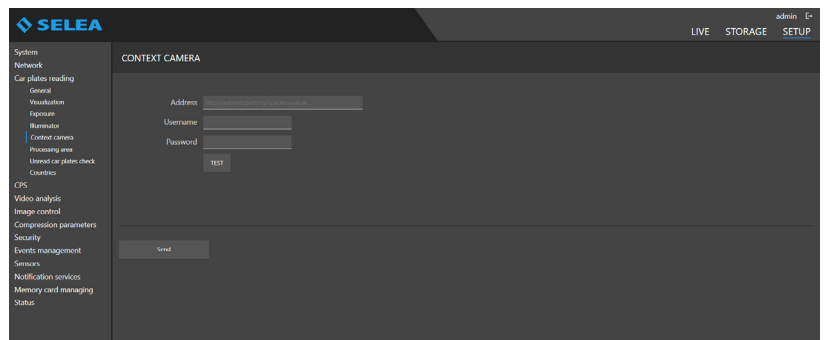 SELEA
admin
LIVE STORAGE SETUP
System
Network
Car plates reading
General
Visualization
Exposure
Illuminator
Context camera
Processing area
Unread car plates check
Countries
CPS
Video analysis
Image control
Compression parameters
Security
Events management
Sensors
Notification services
Memory card managing
Status
CONTEXT CAMERA
Address
Username
Password
TEST
Send